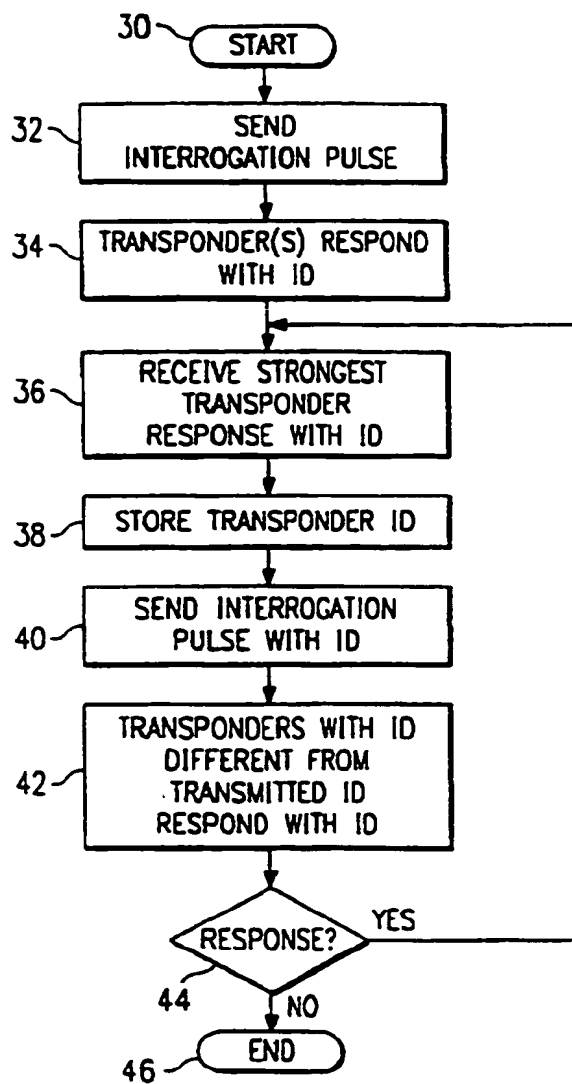 30
START
32
SEND
INTERROGATION PULSE
34
TRANSPONDER(S) RESPOND
WITH ID
36
RECEIVE STRONGEST
TRANSPONDER
RESPONSE WITH ID
38
STORE TRANSPONDER ID
40
SEND INTERROGATION
PULSE WITH ID
42
TRANSPONDERS WITH ID
DIFFERENT FROM
TRANSMITTED ID
RESPOND WITH ID
RESPONSE?
YES
44
NO
END
46